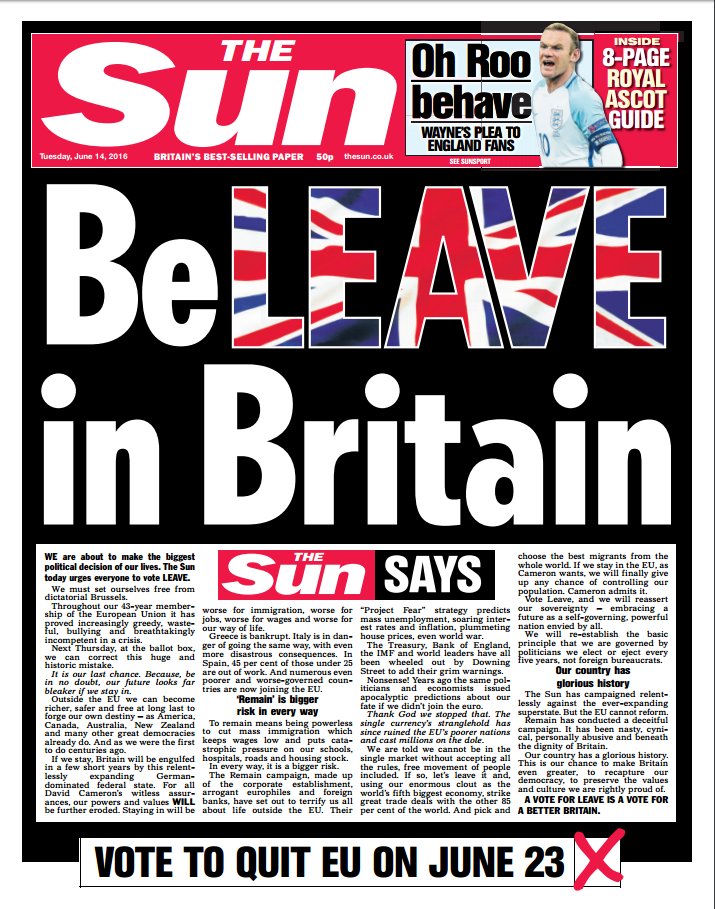 THE
Sun
Tuesday, June 14, 2016
BRITAIN'S BEST-SELLING PAPER
50p
thesun.co.uk
Oh Roo
behave
WAYNE'S PLEA TO
ENGLAND FANS
SEE SUNSPORT
INSIDE
8-PAGE
ROYAL
ASCOT
GUIDE
BeLEAVE
in Britain
WE are about to make the biggest
political decision of our lives. The Sun
today urges everyone to vote LEAVE.
We must set ourselves free from
dictatorial Brussels.
Throughout our 43-year member-
ship of the European Union it has
proved increasingly greedy, waste-
ful, bullying and breathtakingly
incompetent in a crisis.
Next Thursday, at the ballot box,
we can correct this huge and
historic mistake.
It is our last chance. Because, be
in no doubt, our future looks far
bleaker if we stay in.
Outside the EU we can become
richer, safer and free at long last to
forge our own destiny — as America,
Canada, Australia, New Zealand
and many other great democracies
already do. And as we were the first
to do centuries ago.
If we stay, Britain will be engulfed
in a few short years by this relent-
lessly expanding German-
dominated federal state. For all
David Cameron's witless assur-
ances, our powers and values WILL
be further eroded. Staying in will be
THE
Sun
SAYS
worse for immigration, worse for
jobs, worse for wages and worse for
our way of life.
Greece is bankrupt. Italy is in dan-
ger of going the same way, with even
more disastrous consequences. In
Spain, 45 per cent of those under 25
are out of work. And numerous even
poorer and worse-governed coun-
tries are now joining the EU.
'Remain' is bigger
risk in every way
To remain means being powerless
to cut mass immigration which
keeps wages low and puts cata-
strophic pressure on our schools,
hospitals, roads and housing stock.
In every way, it is a bigger risk.
The Remain campaign, made up
of the corporate establishment,
arrogant europhiles and foreign
banks, have set out to terrify us all
about life outside the EU. Their
"Project Fear" strategy predicts
mass unemployment, soaring inter-
est rates and inflation, plummeting
house prices, even world war.
The Treasury, Bank of England,
the IMF and world leaders have all
been wheeled out by Downing
Street to add their grim warnings.
Nonsense! Years ago the same pol-
iticians and economists issued
apocalyptic predictions about our
fate if we didn't join the euro.
Thank God we stopped that. The
single currency's stranglehold has
since ruined the EU's poorer nations
and cast millions on the dole.
We are told we cannot be in the
single market without accepting all
the rules, free movement of people
included. If so, let's leave it and,
using our enormous clout as the
world's fifth biggest economy, strike
great trade deals with the other 85
per cent of the world. And pick and
choose the best migrants from the
whole world. If we stay in the EU, as
Cameron wants, we will finally give
up any chance of controlling our
population. Cameron admits it.
Vote Leave, and we will reassert
our sovereignty — embracing a
future as a self-governing, powerful
nation envied by all.
We will re-establish the basic
principle that we are governed by
politicians we elect or eject every
five years, not foreign bureaucrats.
Our country has
glorious history
The Sun has campaigned relent-
lessly against the ever-expanding
superstate. But the EU cannot reform.
Remain has conducted a deceitful
campaign. It has been nasty, cyni-
cal, personally abusive and beneath
the dignity of Britain.
Our country has a glorious history.
This is our chance to make Britain
even greater, to recapture our
democracy, to preserve the values
and culture we are rightly proud of.
A VOTE FOR LEAVE IS A VOTE FOR
A BETTER BRITAIN.
VOTE TO QUIT EU ON JUNE 23